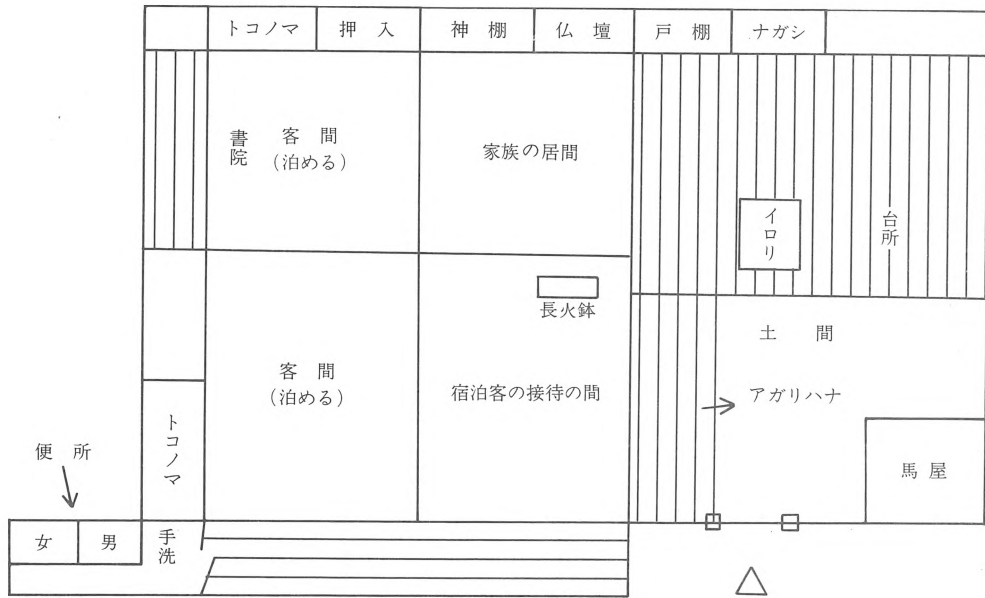 トコノマ
押入
神棚
仏壇
戸棚
ナガシ
書院
客間
(泊める)
家族の居間
イロリ
台所
長火鉢
土間
客間
(泊める)
宿泊客の接待の間
アガリハナ
トコノマ
馬屋
便所
女
男
手洗